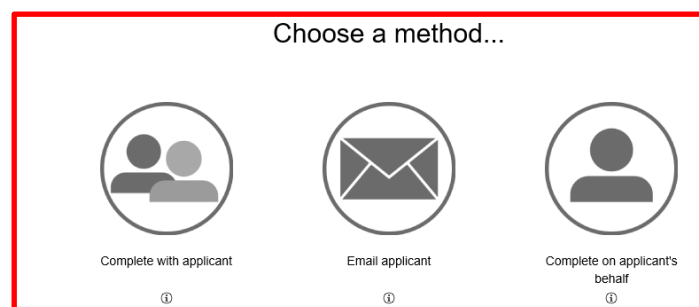 Choose a method...
Complete with applicant
Email applicant
Complete on applicant's
behalf